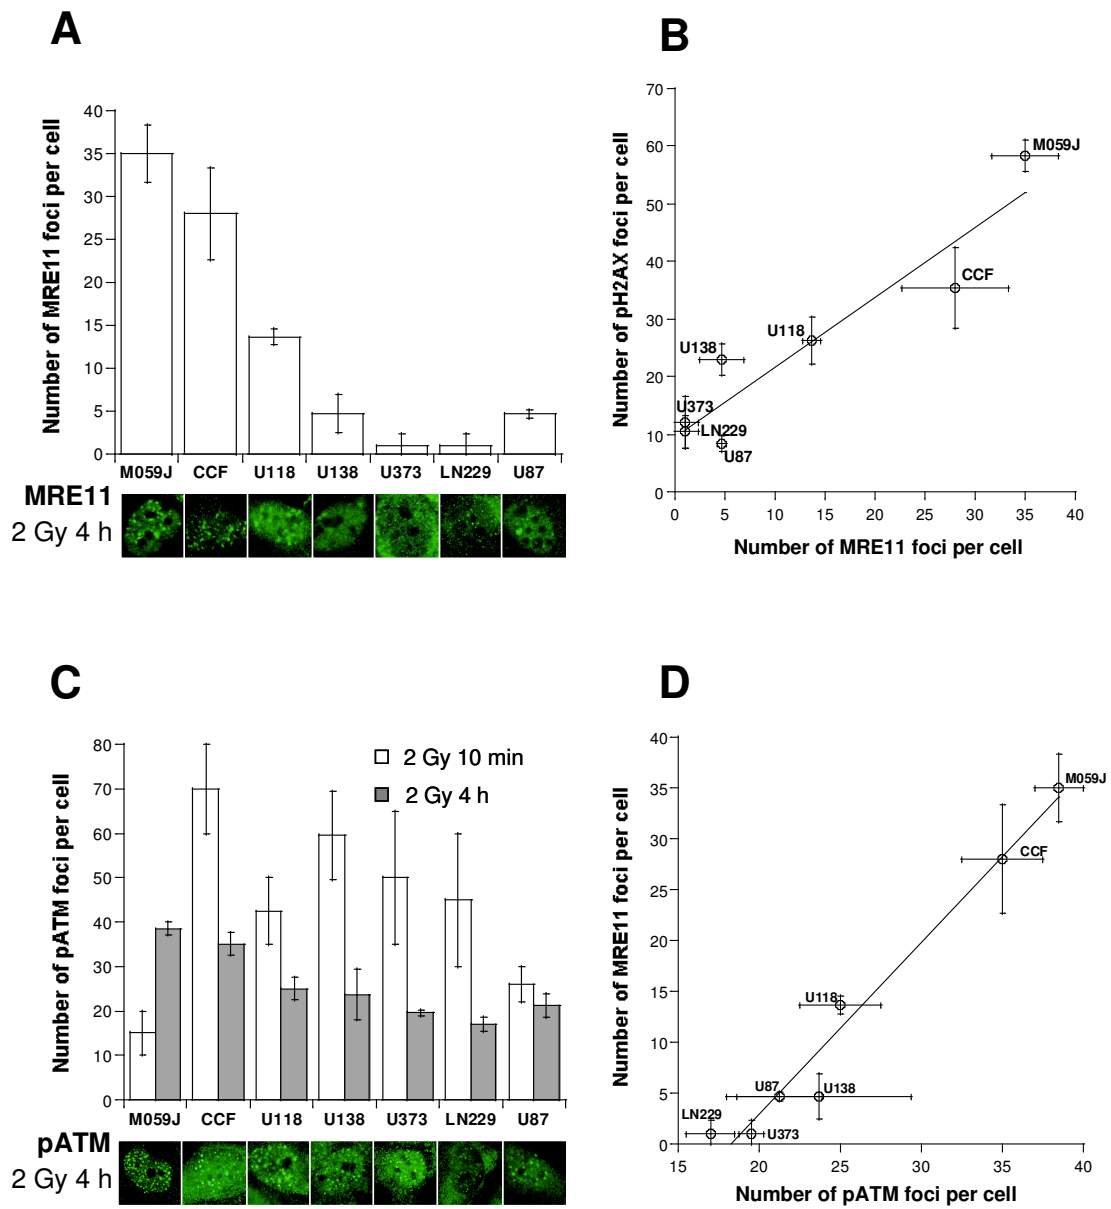 A
Number of MRE11 foci per cell
40
35
30
25
20
15
10
5
0
M059J CCF U118 U138 U373 LN229 U87
MRE11
2 Gy 4 h
B
Number of pH2AX foci per cell
70
60
50
40
30
20
10
0
M059J
CCF
U118
U138
U373
LN229
U87
0 5 10 15 20 25 30 35 40
Number of MRE11 foci per cell
C
Number of pATM foci per cell
80
70
60
50
40
30
20
10
0
2 Gy 10 min
2 Gy 4 h
M059J CCF U118 U138 U373 LN229 U87
pATM
2 Gy 4 h
D
Number of MRE11 foci per cell
40
35
30
25
20
15
10
5
0
M059J
CCF
U118
U87
U138
LN229
U373
15 20 25 30 35 40
Number of pATM foci per cell